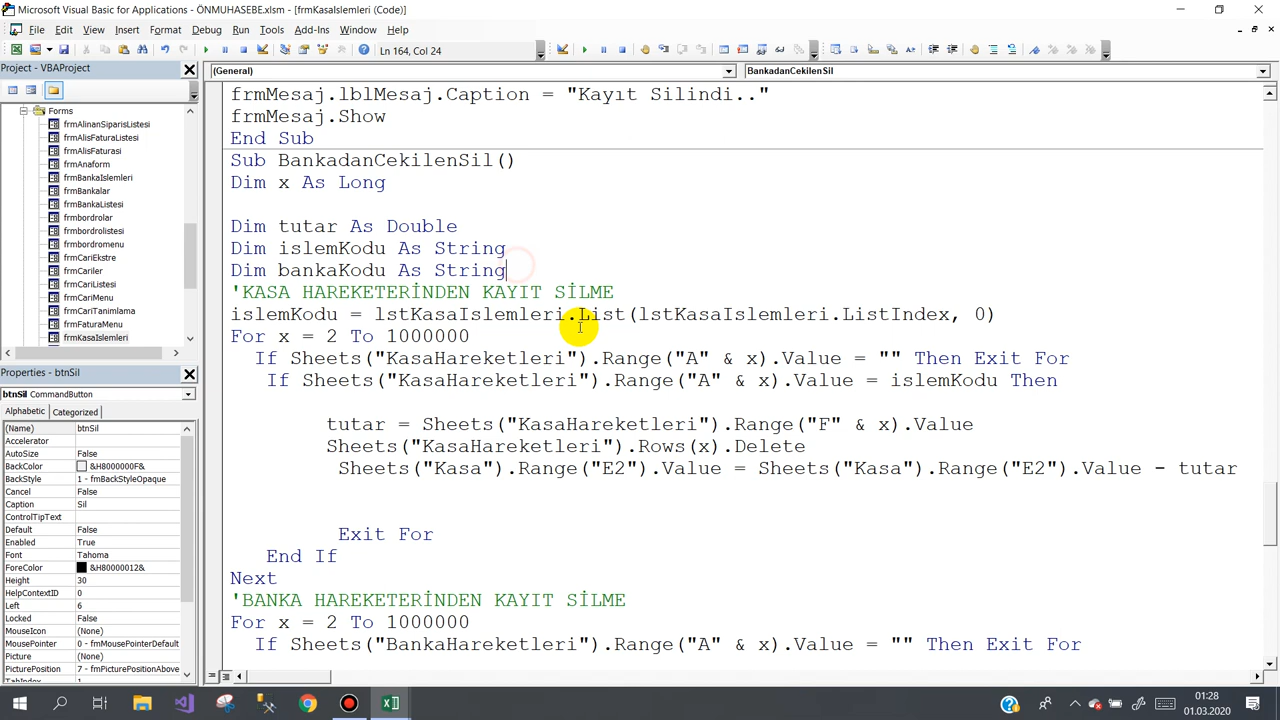 Microsoft Visual Basic for Applications - ÖNMUHASEBE.xlsm - [frmKasaIslemleri (Code)]
File Edit View Insert Format Debug Run Tools Add-Ins Window Help
Ln 164, Col 24
Project - VBAProject
Forms
frmAlinanSiparisListesi
frmAlisFaturaListesi
frmAlisFaturasi
frmAnaform
frmBankaIslemleri
frmBankalar
frmBankaListesi
frmbordrolar
frmbordrolistesi
frmbordromenu
frmCariEkstre
frmCariler
frmCariListesi
frmCariMenu
frmCariTanimlama
frmFaturaMenu
frmKasaIslemleri
Properties - btnSil
btnSil CommandButton
Alphabetic Categorized
(Name) btnSil
Accelerator
AutoSize False
BackColor &H8000000F&
BackStyle 1 - fmBackStyleOpaque
Cancel False
Caption Sil
ControlTipText
Default False
Enabled True
Font Tahoma
ForeColor &H80000012&
Height 30
HelpContextID 0
Left 6
Locked False
MouseIcon (None)
MousePointer 0 - fmMousePointerDefault
Picture (None)
PicturePosition 7 - fmPicturePositionAbove
TabIndex 1
(General) BankadanCekilenSil
frmMesaj.lblMesaj.Caption = "Kayıt Silindi.."
frmMesaj.Show
End Sub
Sub BankadanCekilenSil()
Dim x As Long
Dim tutar As Double
Dim islemKodu As String
Dim bankaKodu As String
'KASA HAREKETERİNDEN KAYIT SİLME
islemKodu = lstKasaIslemleri.List(lstKasaIslemleri.ListIndex, 0)
For x = 2 To 1000000
If Sheets("KasaHareketleri").Range("A" & x).Value = "" Then Exit For
If Sheets("KasaHareketleri").Range("A" & x).Value = islemKodu Then
tutar = Sheets("KasaHareketleri").Range("F" & x).Value
Sheets("KasaHareketleri").Rows(x).Delete
Sheets("Kasa").Range("E2").Value = Sheets("Kasa").Range("E2").Value - tutar
Exit For
End If
Next
'BANKA HAREKETERİNDEN KAYIT SİLME
For x = 2 To 1000000
If Sheets("BankaHareketleri").Range("A" & x).Value = "" Then Exit For
01:28
01.03.2020